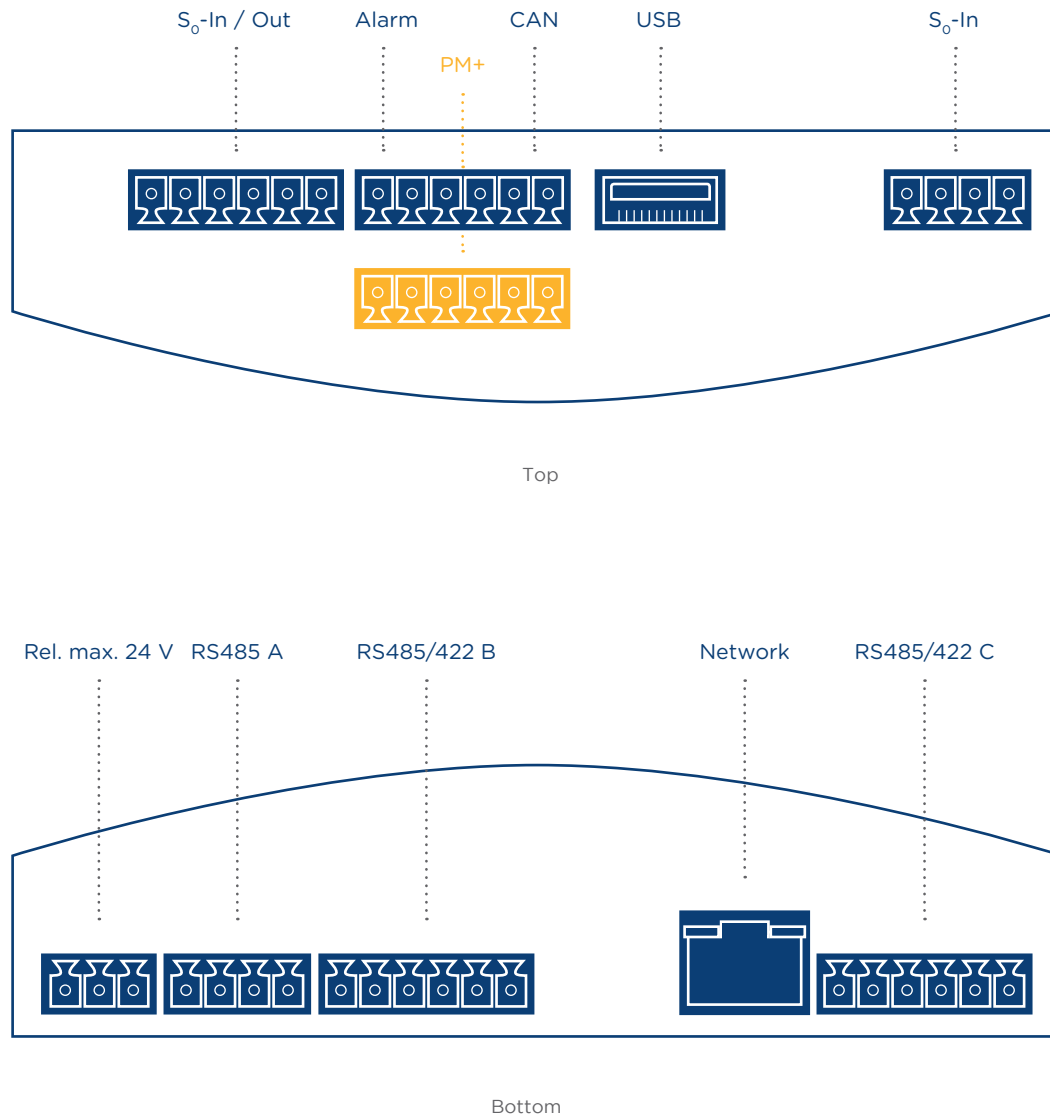 S₀-In / Out Alarm CAN USB S₀-In
PM+
Top
Rel. max. 24 V RS485 A RS485/422 B Network RS485/422 C
Bottom